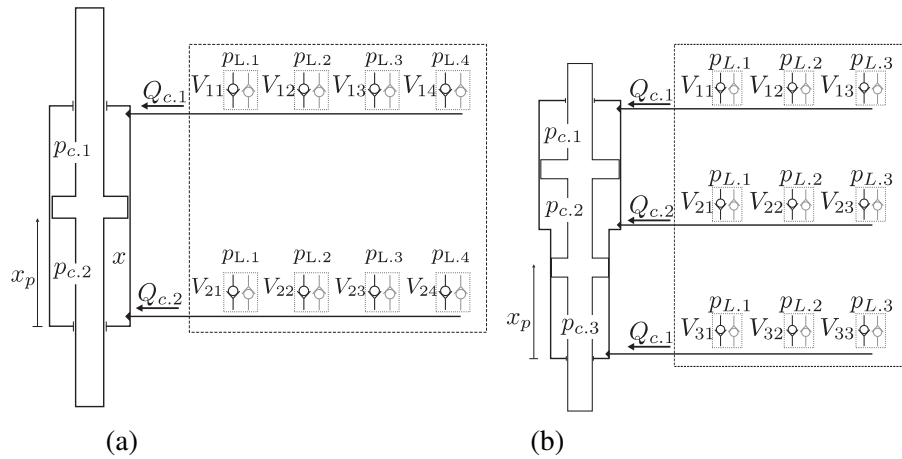 p_{L.1} p_{L.2} p_{L.3} p_{L.4}
V_{11} V_{12} V_{13} V_{14}
Q_{c.1}
p_{c.1}
x_p
p_{c.2}
x
p_{L.1} p_{L.2} p_{L.3} p_{L.4}
V_{21} V_{22} V_{23} V_{24}
Q_{c.2}
(a)
p_{L.1} p_{L.2} p_{L.3}
V_{11} V_{12} V_{13}
Q_{c.1}
p_{c.1}
p_{L.1} p_{L.2} p_{L.3}
V_{21} V_{22} V_{23}
Q_{c.2}
p_{c.2}
x_p
p_{c.3}
p_{L.1} p_{L.2} p_{L.3}
V_{31} V_{32} V_{33}
Q_{c.1}
(b)